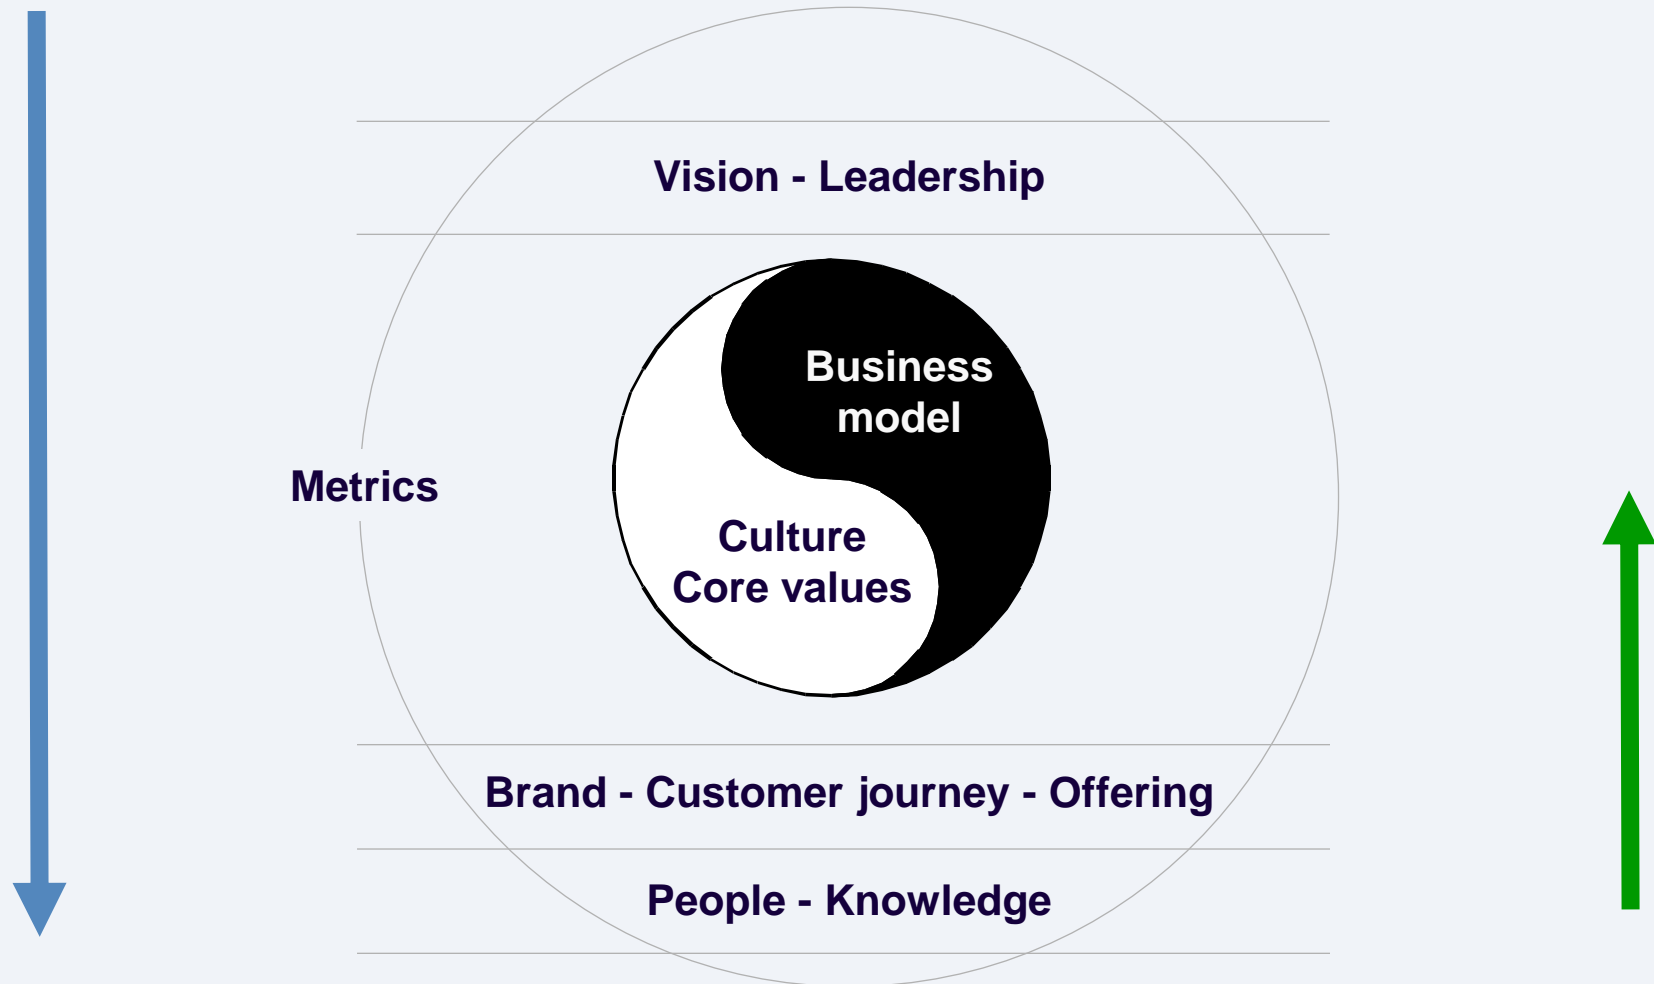 Vision - Leadership
Business
model
Metrics
Culture
Core values
Brand - Customer journey - Offering
People - Knowledge